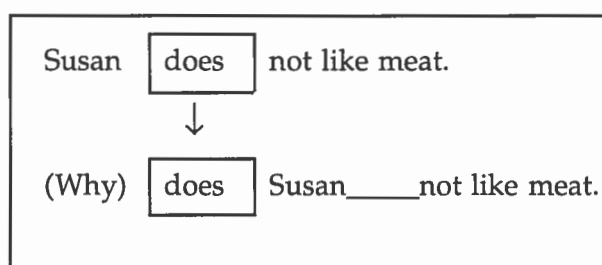 Susan does not like meat.
(Why) does Susan_____not like meat.